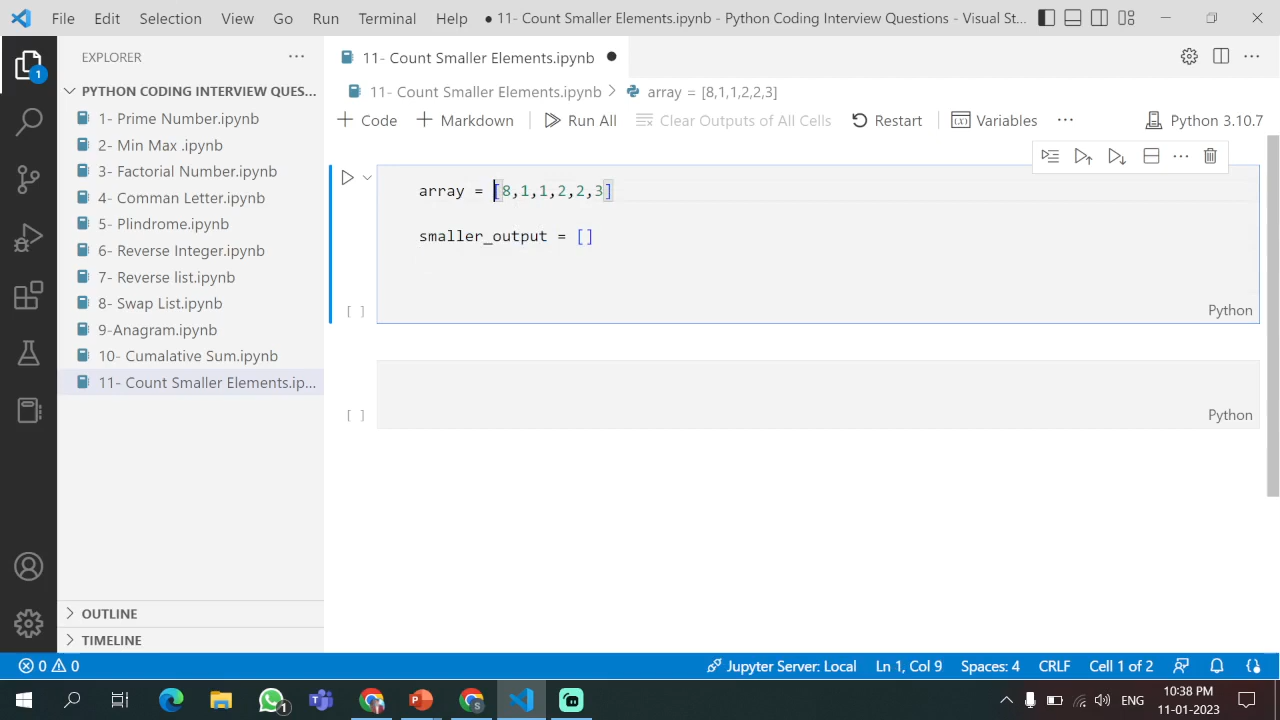 File Edit Selection View Go Run Terminal Help ● 11- Count Smaller Elements.ipynb - Python Coding Interview Questions - Visual St...
EXPLORER
11- Count Smaller Elements.ipynb
PYTHON CODING INTERVIEW QUES...
11- Count Smaller Elements.ipynb > array = [8,1,1,2,2,3]
Code Markdown Run All Clear Outputs of All Cells Restart Variables Python 3.10.7
1- Prime Number.ipynb
2- Min Max .ipynb
3- Factorial Number.ipynb
4- Comman Letter.ipynb
5- Plindrome.ipynb
6- Reverse Integer.ipynb
7- Reverse list.ipynb
8- Swap List.ipynb
9-Anagram.ipynb
10- Cumalative Sum.ipynb
11- Count Smaller Elements.ip...
array = [8,1,1,2,2,3]
smaller_output = []
[ ] Python
[ ] Python
OUTLINE
TIMELINE
1
0 0 Jupyter Server: Local Ln 1, Col 9 Spaces: 4 CRLF Cell 1 of 2
1 ENG 10:38 PM
11-01-2023